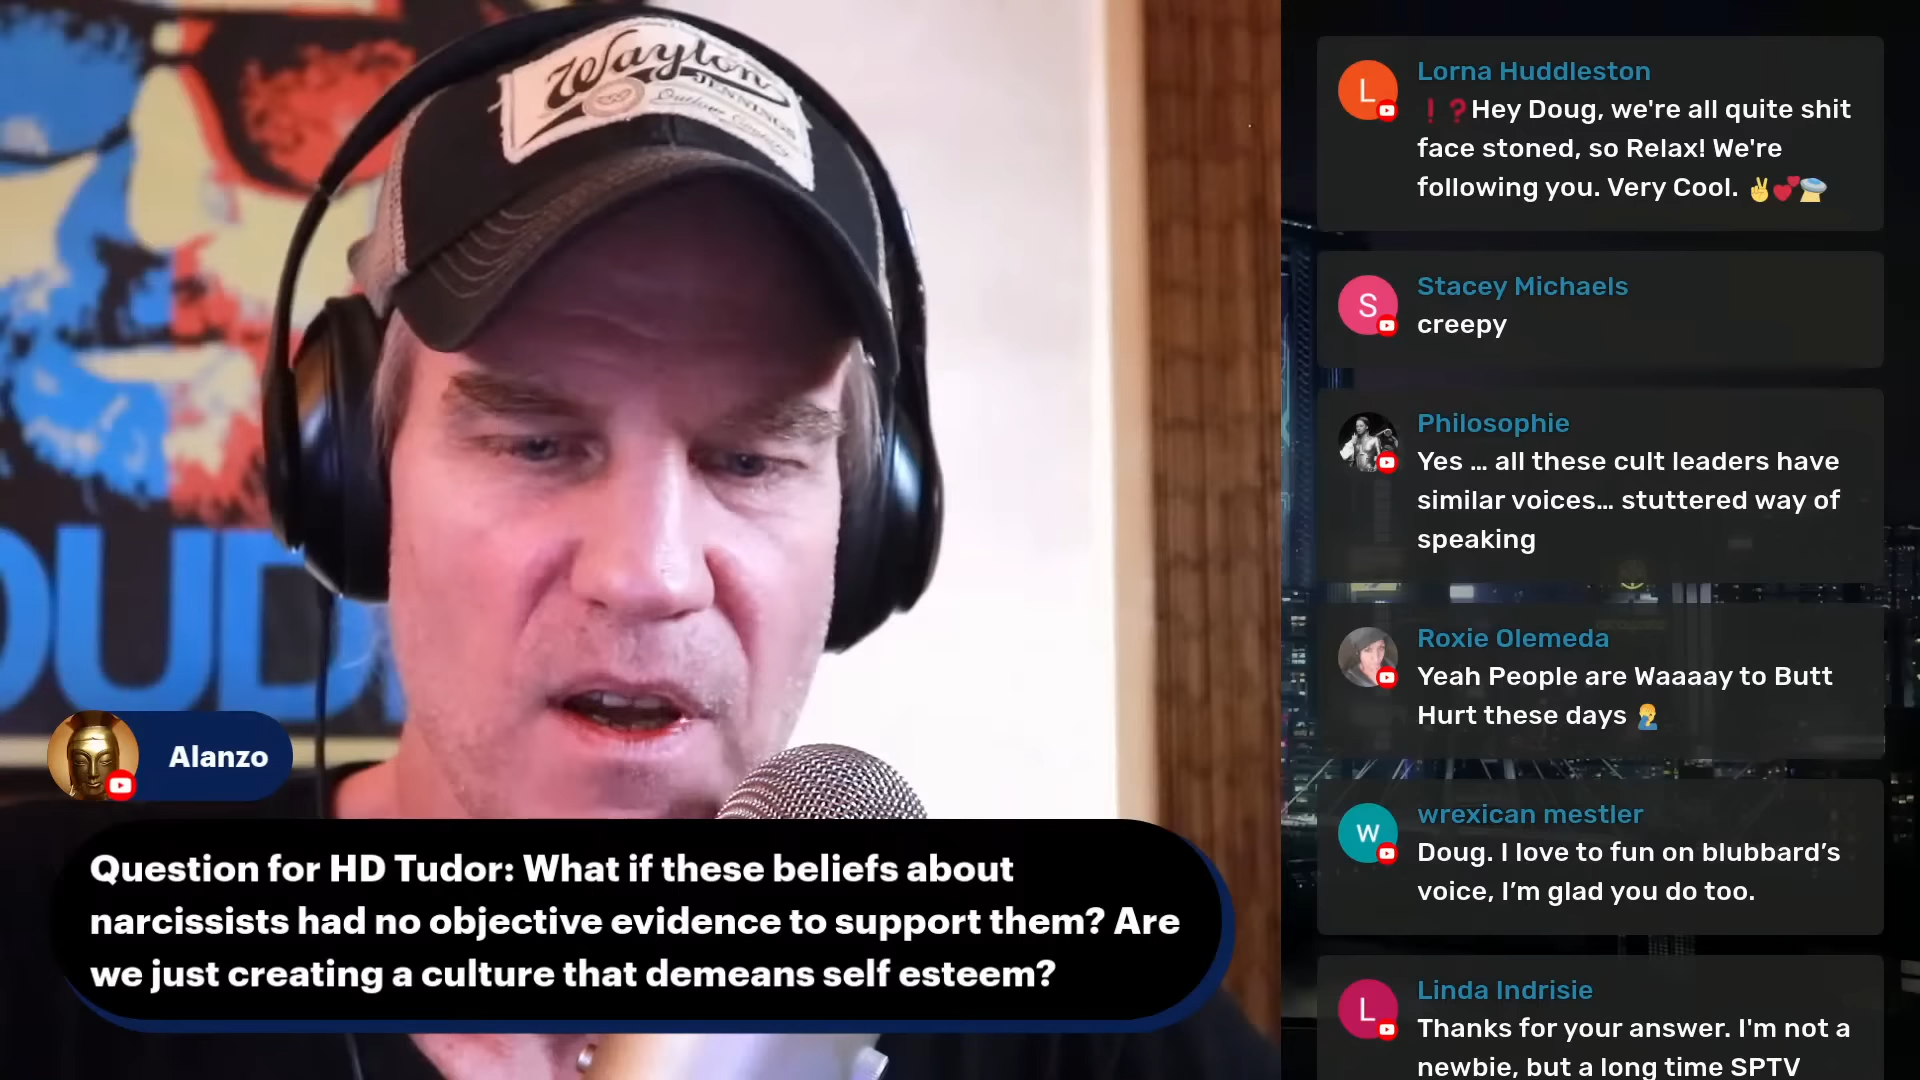 Waylon
JENNINGS
Outlaw Country
OUD
Alanzo
Question for HD Tudor: What if these beliefs about
narcissists had no objective evidence to support them? Are
we just creating a culture that demeans self esteem?
L
Lorna Huddleston
❗❓Hey Doug, we're all quite shit
face stoned, so Relax! We're
following you. Very Cool. ✌💕🛸
S
Stacey Michaels
creepy
Philosophie
Yes … all these cult leaders have
similar voices… stuttered way of
speaking
Roxie Olemeda
Yeah People are Waaaay to Butt
Hurt these days 🤦
W
wrexican mestler
Doug. I love to fun on blubbard’s
voice, I’m glad you do too.
L
Linda Indrisie
Thanks for your answer. I'm not a
newbie, but a long time SPTV